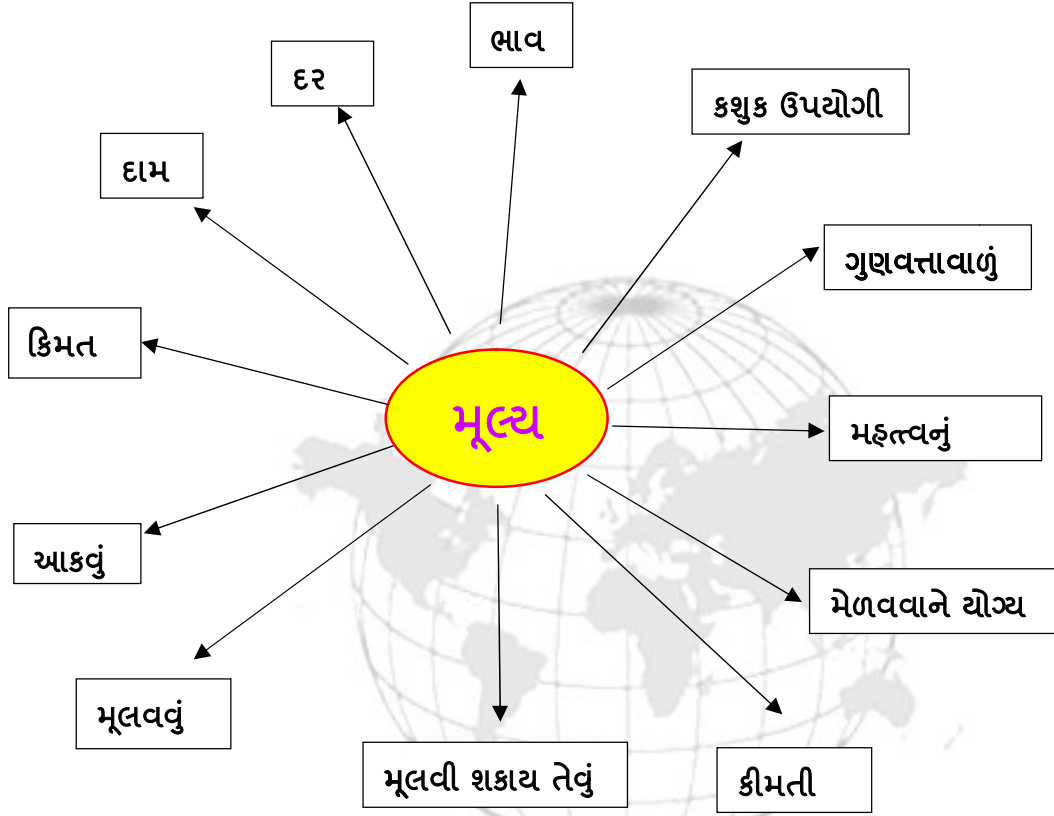 ભાવ
દર
કશુક ઉપયોગી
દામ
ગુણવત્તાવાળું
કિમત
મૂલ્ય
મહત્ત્વનું
આકવું
મેળવવાને યોગ્ય
મૂલવવું
મૂલવી શકાય તેવું
કીમતી